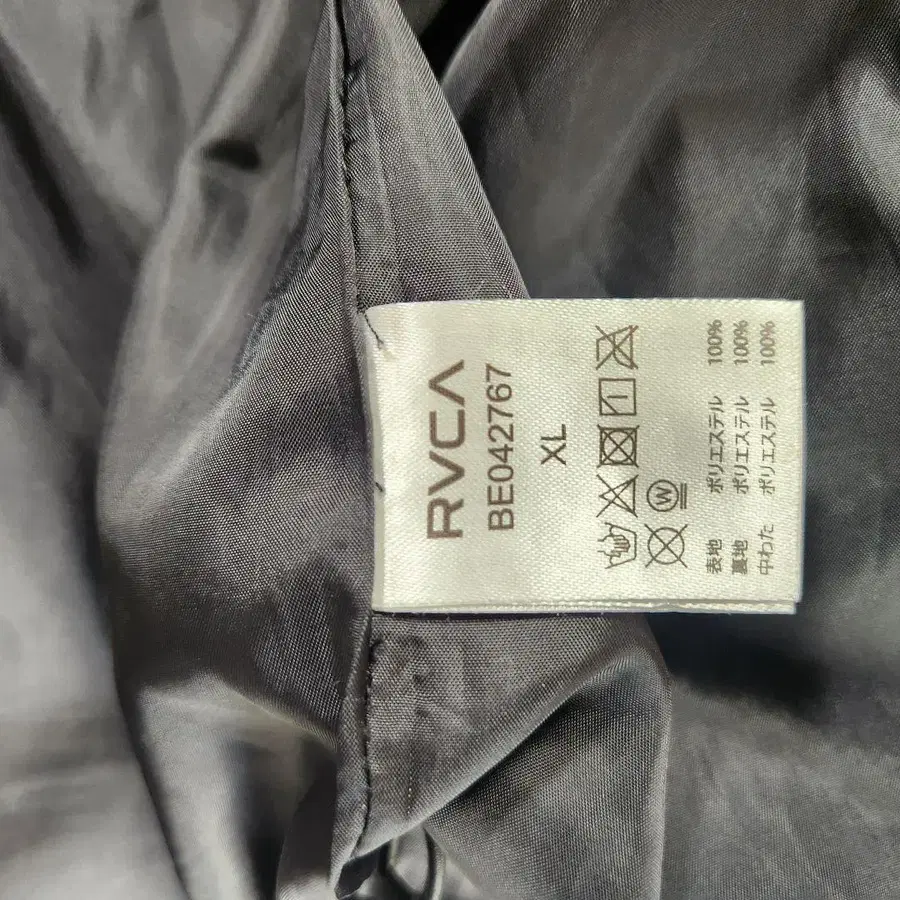 RVCA
BE042767
XL
W
表地 ポリエステル 100%
裏地 ポリエステル 100%
中わた ポリエステル 100%